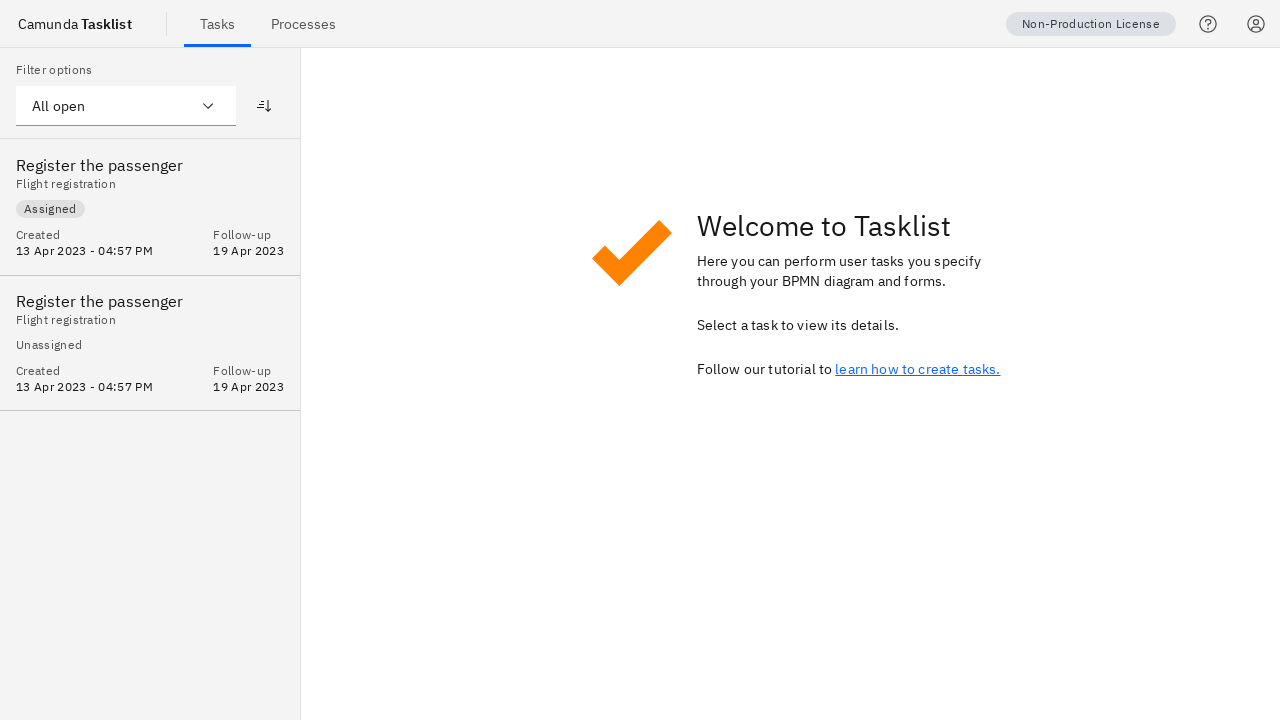 Camunda Tasklist
Tasks
Processes
Non-Production License
Filter options
All open
Register the passenger
Flight registration
Assigned
Created
Follow-up
13 Apr 2023 - 04:57 PM
19 Apr 2023
Register the passenger
Flight registration
Unassigned
Created
Follow-up
13 Apr 2023 - 04:57 PM
19 Apr 2023
Welcome to Tasklist
Here you can perform user tasks you specify
through your BPMN diagram and forms.
Select a task to view its details.
Follow our tutorial to learn how to create tasks.